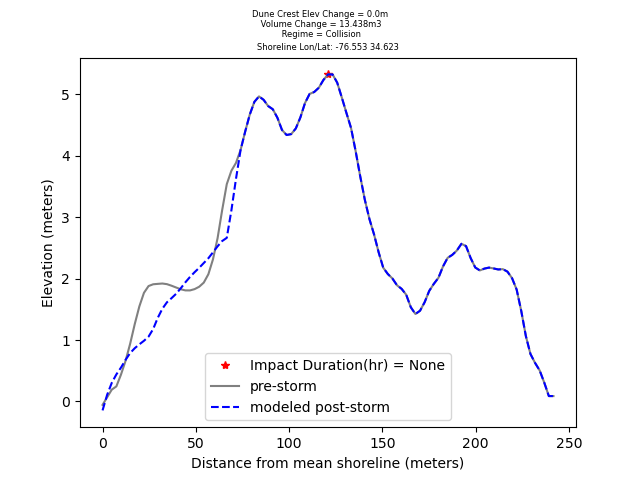 Dune Crest Elev Change = 0.0m
Volume Change = 13.438m3
Regime = Collision
Shoreline Lon/Lat: -76.553 34.623
5
4
3
2
1
0
Elevation (meters)
Impact Duration(hr) = None
pre-storm
modeled post-storm
0 50 100 150 200 250
Distance from mean shoreline (meters)